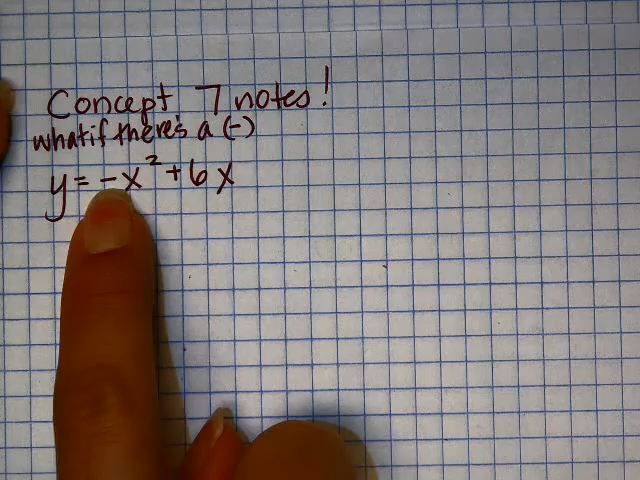 Concept 7 notes!
what if there's a (-)
y = -x² + 6x